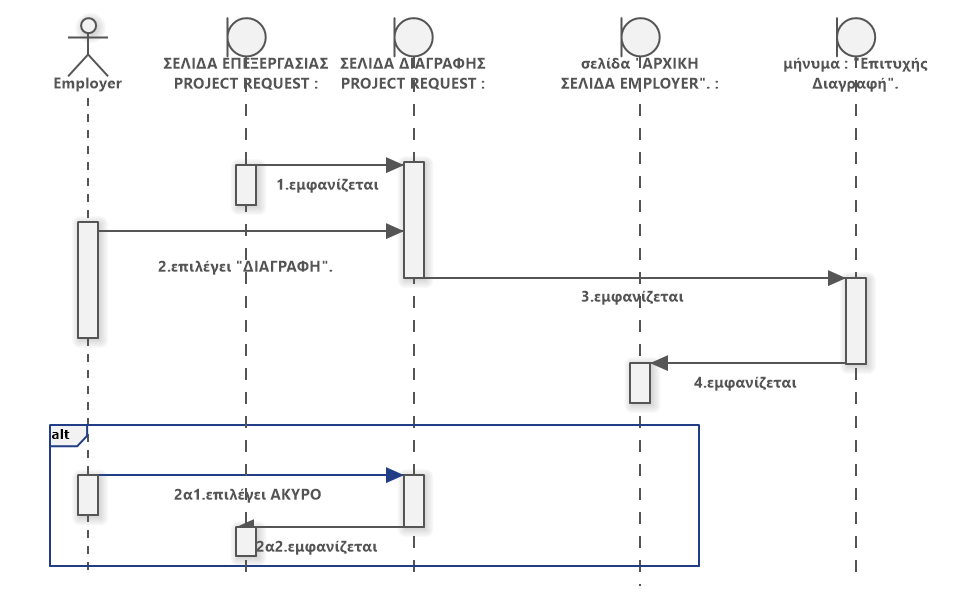 Employer
ΣΕΛΙΔΑ ΕΠΕΞΕΡΓΑΣΙΑΣ
PROJECT REQUEST :
ΣΕΛΙΔΑ ΔΙΑΓΡΑΦΗΣ
PROJECT REQUEST :
σελίδα "ΑΡΧΙΚΗ
ΣΕΛΙΔΑ EMPLOYER". :
μήνυμα : "Επιτυχής
Διαγραφή".
1.εμφανίζεται
2.επιλέγει "ΔΙΑΓΡΑΦΗ".
3.εμφανίζεται
4.εμφανίζεται
alt
2α1.επιλέγει ΑΚΥΡΟ
2α2.εμφανίζεται